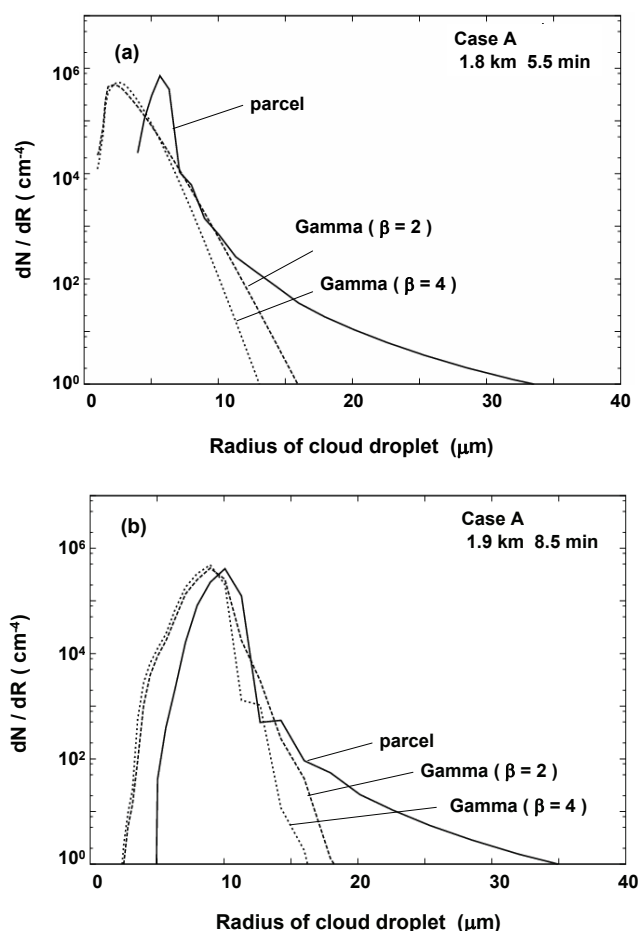 (a)
Case A
1.8 km 5.5 min
10⁶
parcel
10⁴
Gamma ( β = 2 )
10²
Gamma ( β = 4 )
10⁰
dN / dR ( cm⁻⁴)
0 10 20 30 40
Radius of cloud droplet (μm)
(b)
Case A
1.9 km 8.5 min
10⁶
10⁴
parcel
10²
Gamma ( β = 2 )
Gamma ( β = 4 )
10⁰
dN / dR ( cm⁻⁴)
0 10 20 30 40
Radius of cloud droplet (μm)